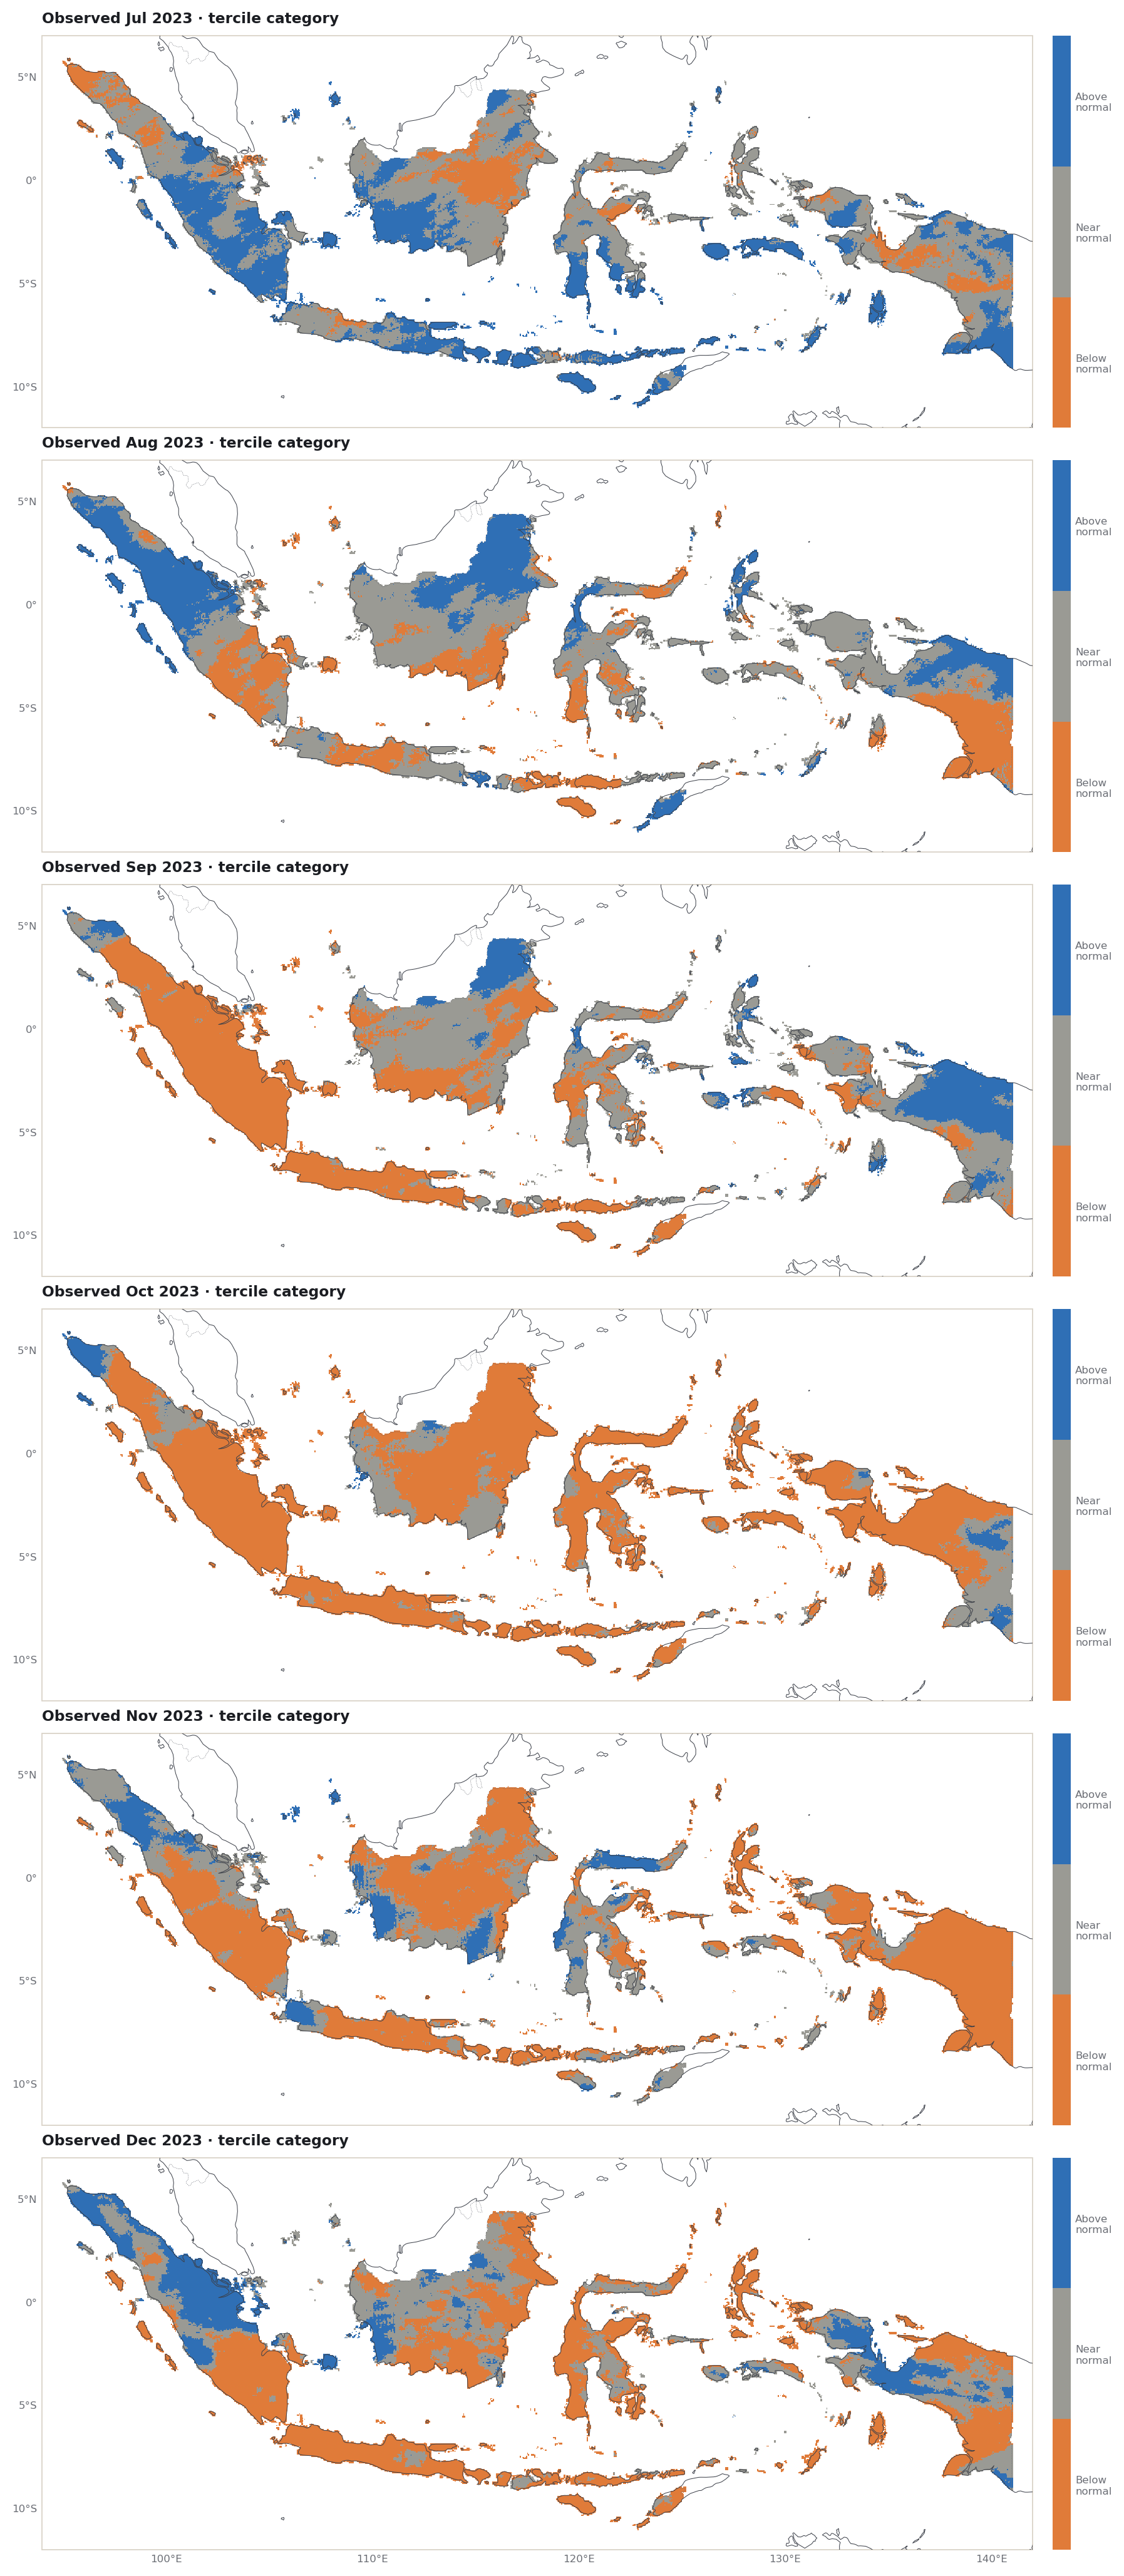 Observed Jul 2023 · tercile category
5°N
0°
5°S
10°S
Above
normal
Near
normal
Below
normal
Observed Aug 2023 · tercile category
5°N
0°
5°S
10°S
Above
normal
Near
normal
Below
normal
Observed Sep 2023 · tercile category
5°N
0°
5°S
10°S
Above
normal
Near
normal
Below
normal
Observed Oct 2023 · tercile category
5°N
0°
5°S
10°S
Above
normal
Near
normal
Below
normal
Observed Nov 2023 · tercile category
5°N
0°
5°S
10°S
Above
normal
Near
normal
Below
normal
Observed Dec 2023 · tercile category
5°N
0°
5°S
10°S
Above
normal
Near
normal
Below
normal
100°E 110°E 120°E 130°E 140°E